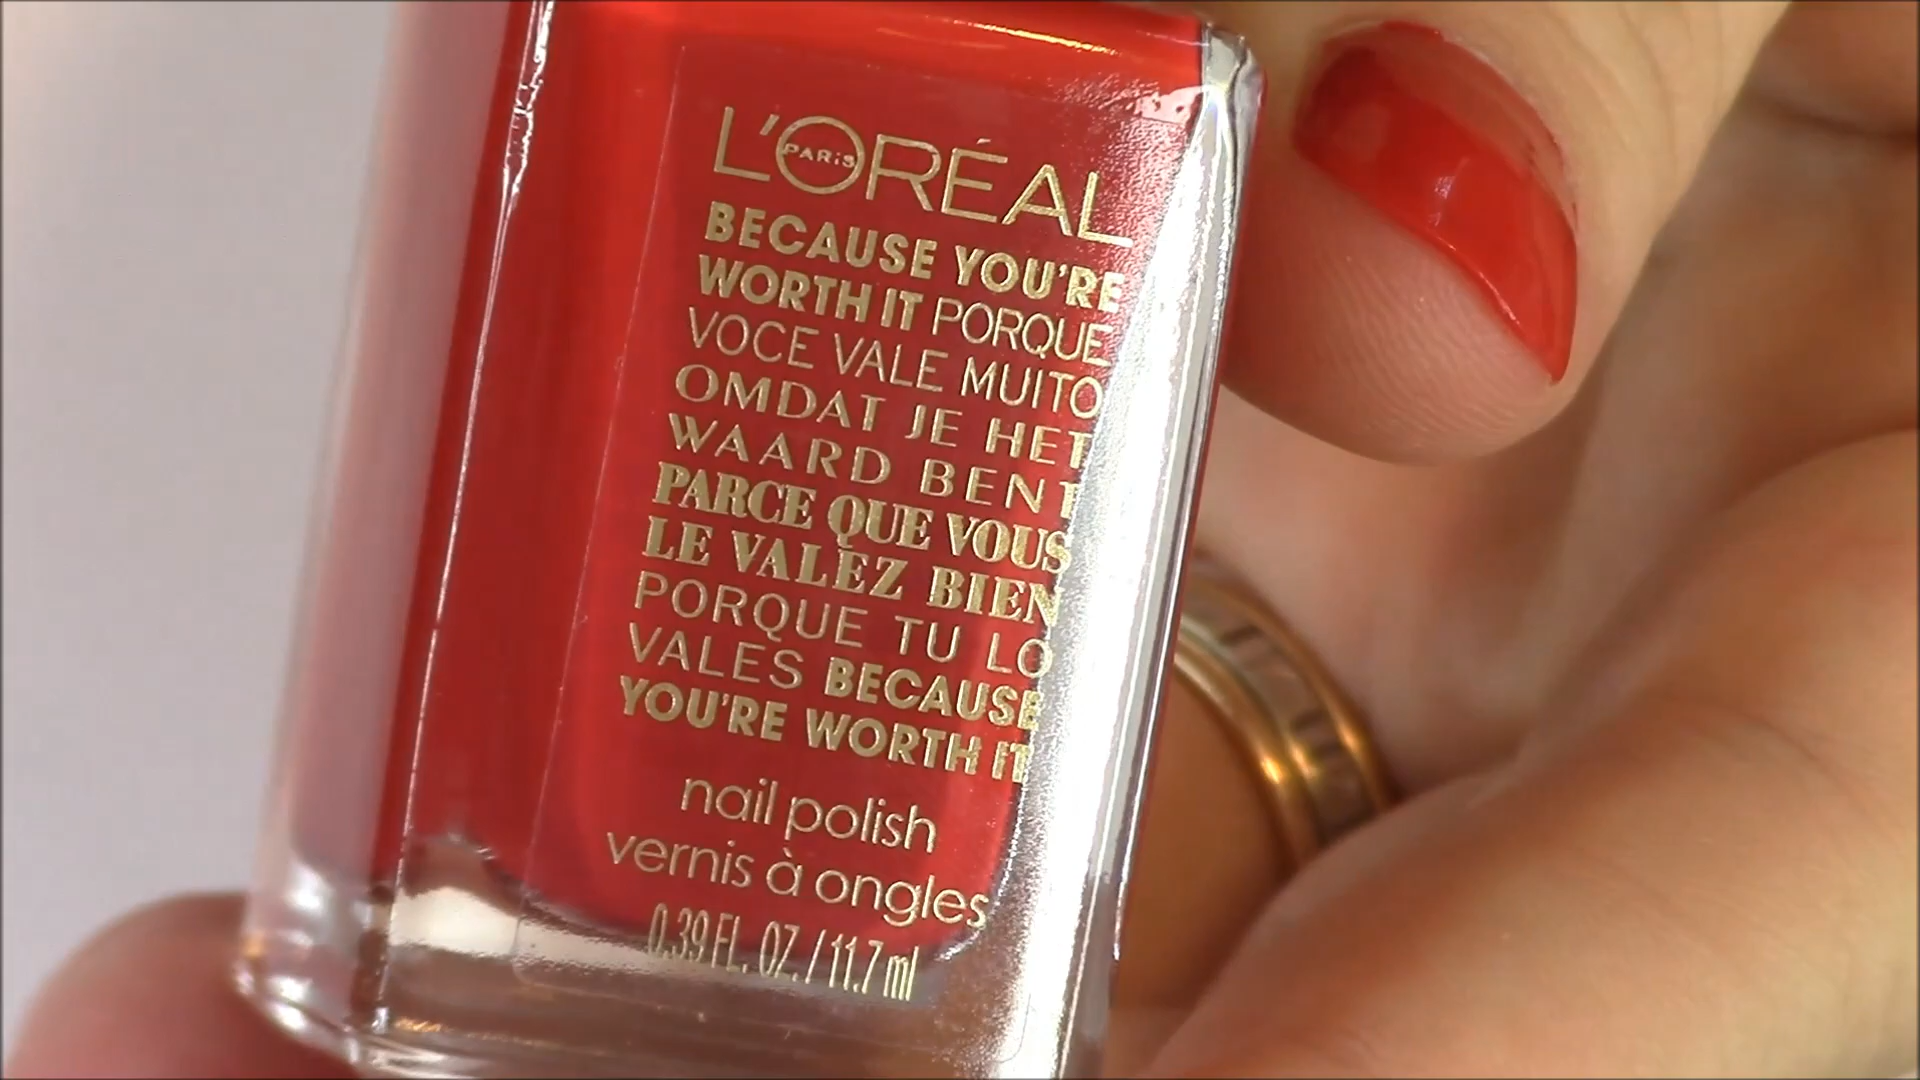 L'ORÉAL
PARIS
BECAUSE YOU'RE
WORTH IT PORQUE
VOCE VALE MUITO
OMDAT JE HET
WAARD BENT
PARCE QUE VOUS
LE VALEZ BIEN
PORQUE TU LO
VALES BECAUSE
YOU'RE WORTH IT
nail polish
vernis à ongles
0.39 FL. OZ. / 11.7 ml